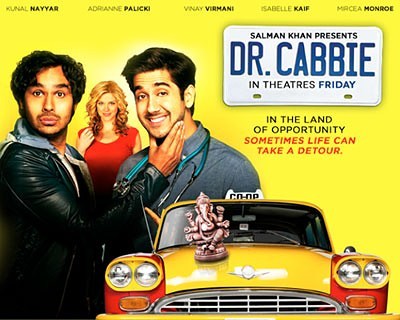 KUNAL NAYYAR ADRIANNE PALICKI VINAY VIRMANI ISABELLE KAIF MIRCEA MONROE
SALMAN KHAN PRESENTS
DR. CABBIE
IN THEATRES FRIDAY
IN THE LAND
OF OPPORTUNITY
SOMETIMES LIFE CAN
TAKE A DETOUR.
CO-OP